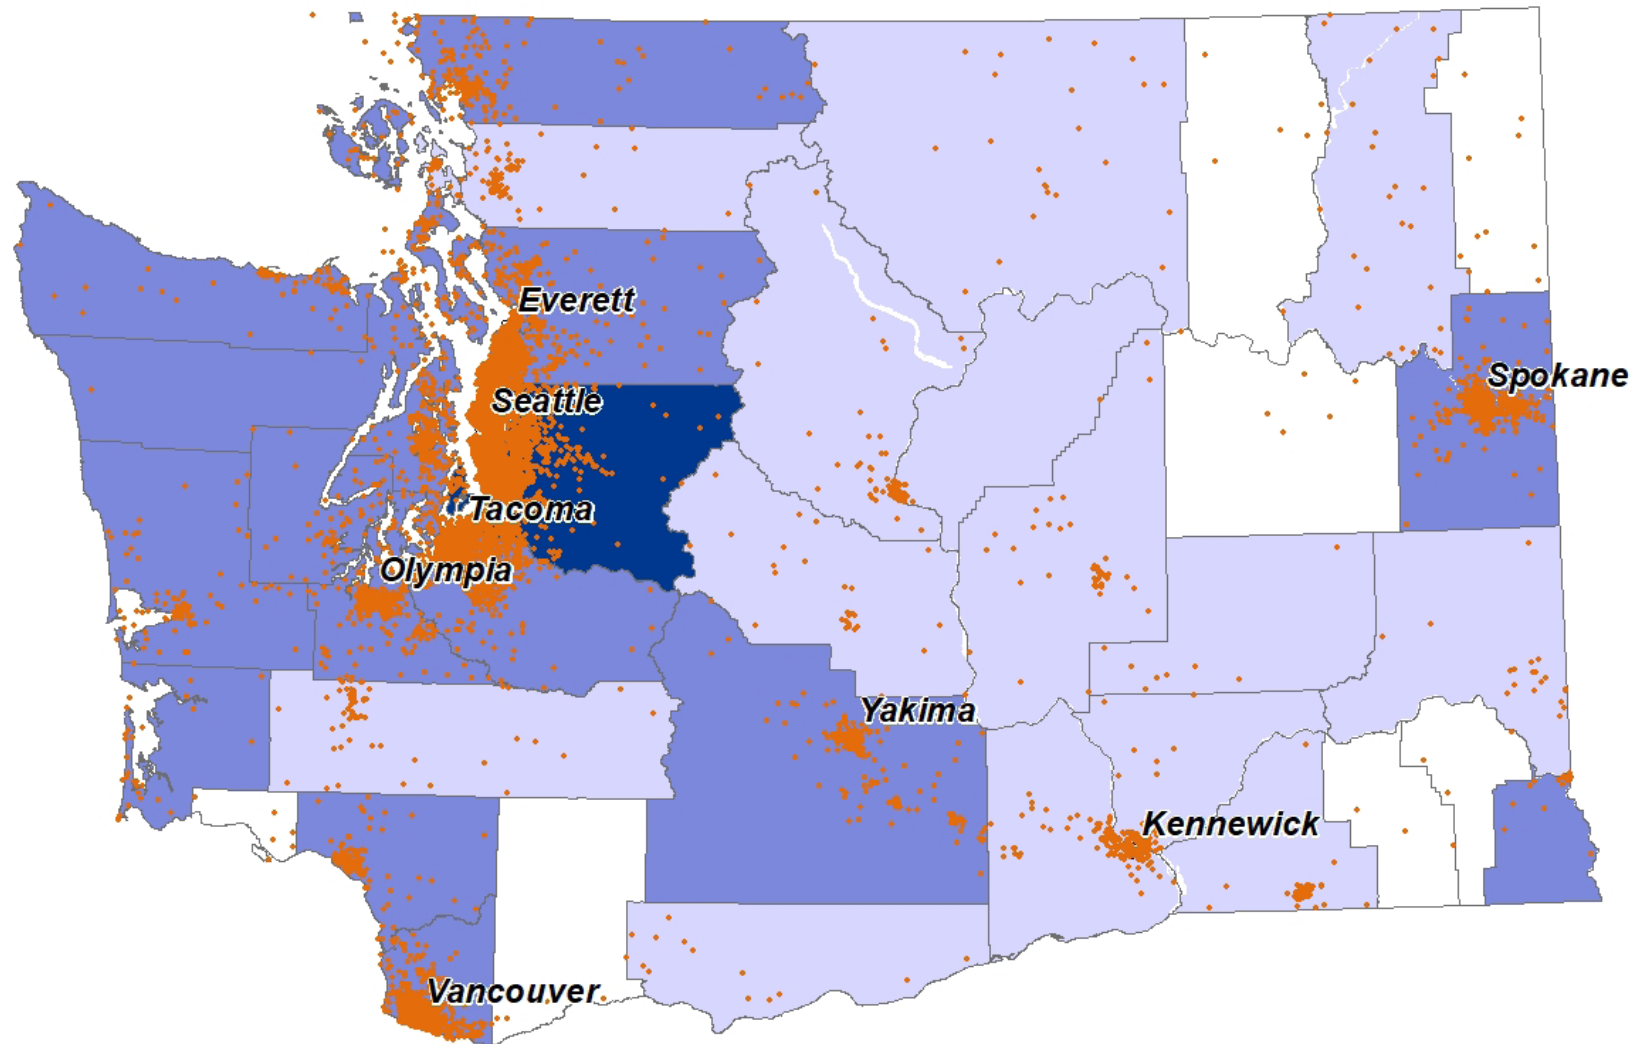 Everett
Spokane
Seattle
Tacoma
Olympia
Yakima
Kennewick
Vancouver